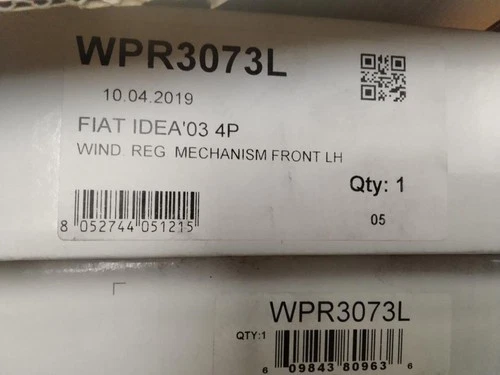 WPR3073L
10.04.2019
FIAT IDEA'03 4P
WIND. REG MECHANISM FRONT LH
Qty: 1
05
8 052744 051215
WPR3073L
QTY:1
6 09843 80963 6